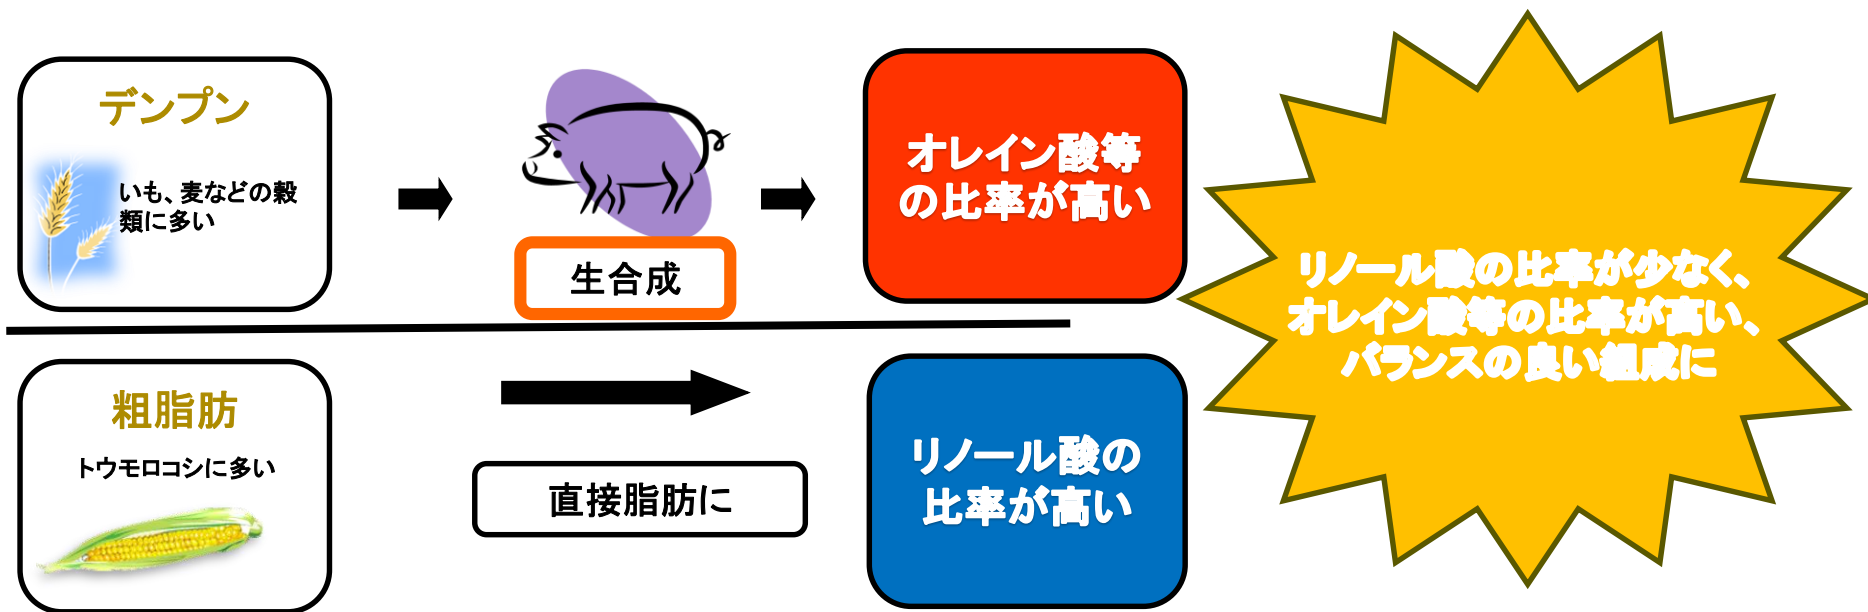 デンプン
いも、麦などの穀
類に多い
生合成
オレイン酸等
の比率が高い
粗脂肪
トウモロコシに多い
直接脂肪に
リノール酸の
比率が高い
リノール酸の比率が少なく、
オレイン酸等の比率が高い、
バランスの良い組成に